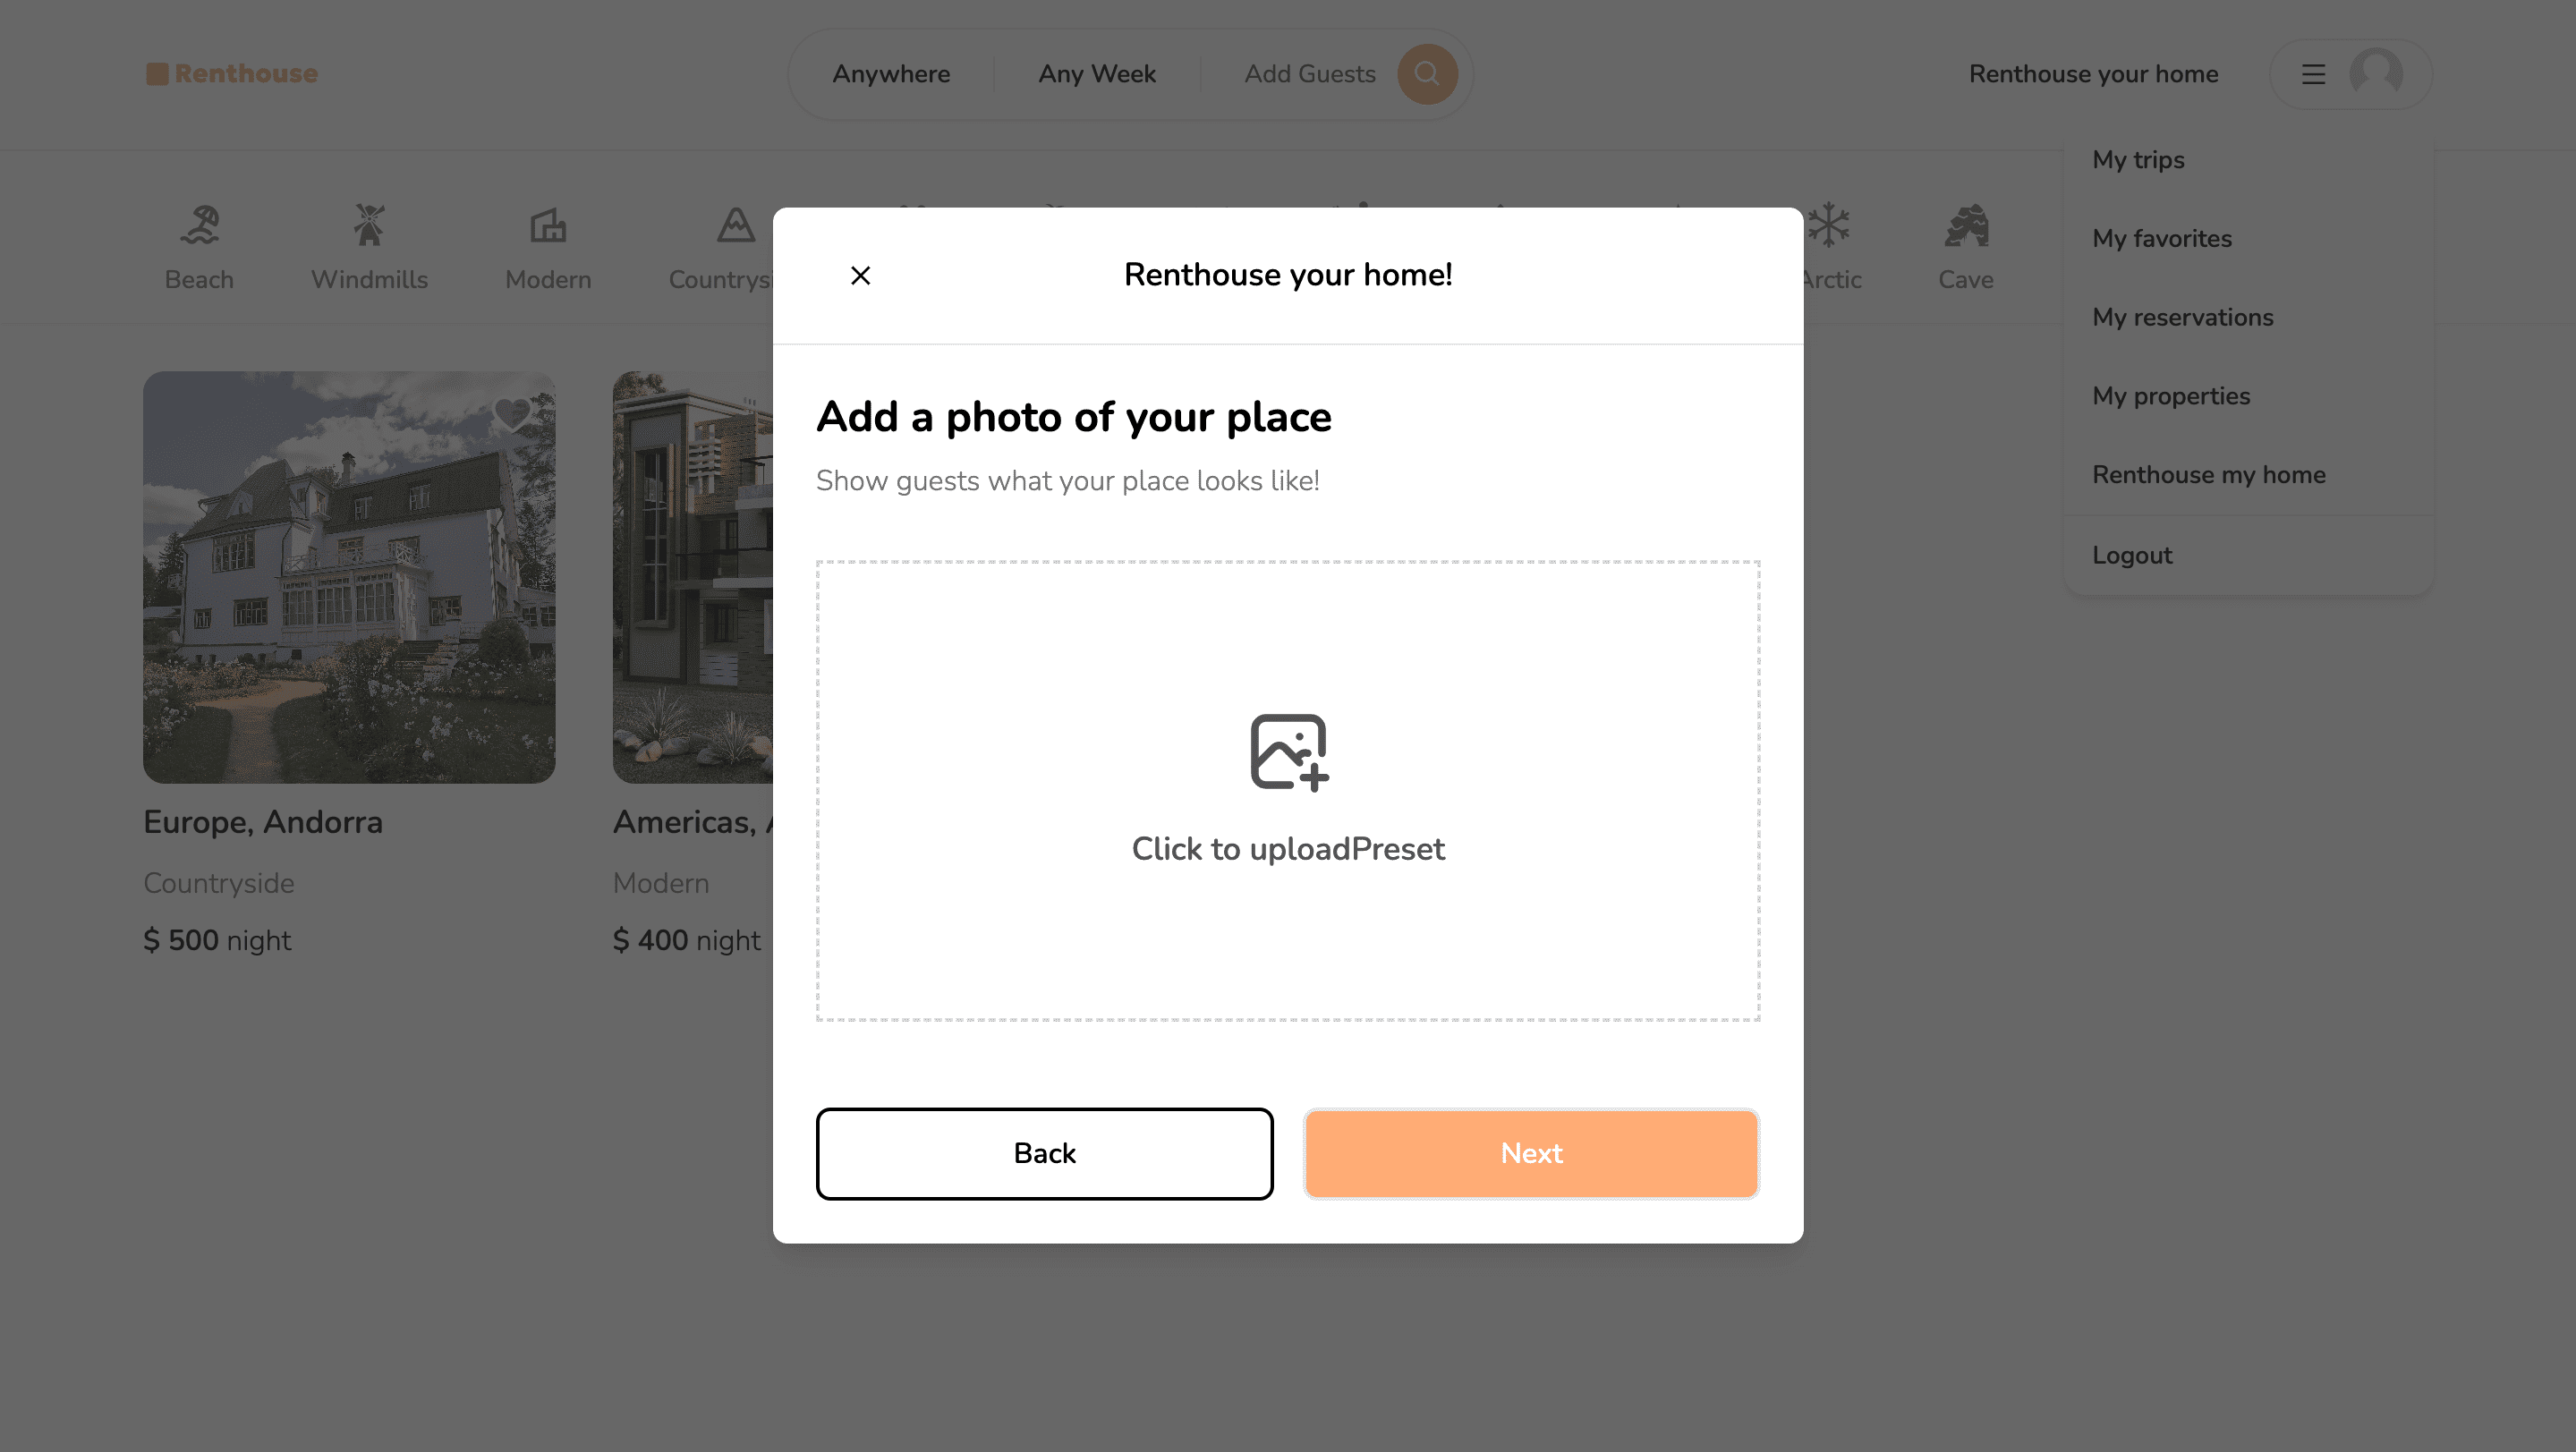 Renthouse
Anywhere
Any Week
Add Guests
Renthouse your home
My trips
My favorites
My reservations
My properties
Renthouse my home
Logout
Beach
Windmills
Modern
Arctic
Cave
Renthouse your home!
Add a photo of your place
Show guests what your place looks like!
Click to uploadPreset
Back
Next
Europe, Andorra
Countryside
$ 500 night
Americas,
Modern
$ 400 night